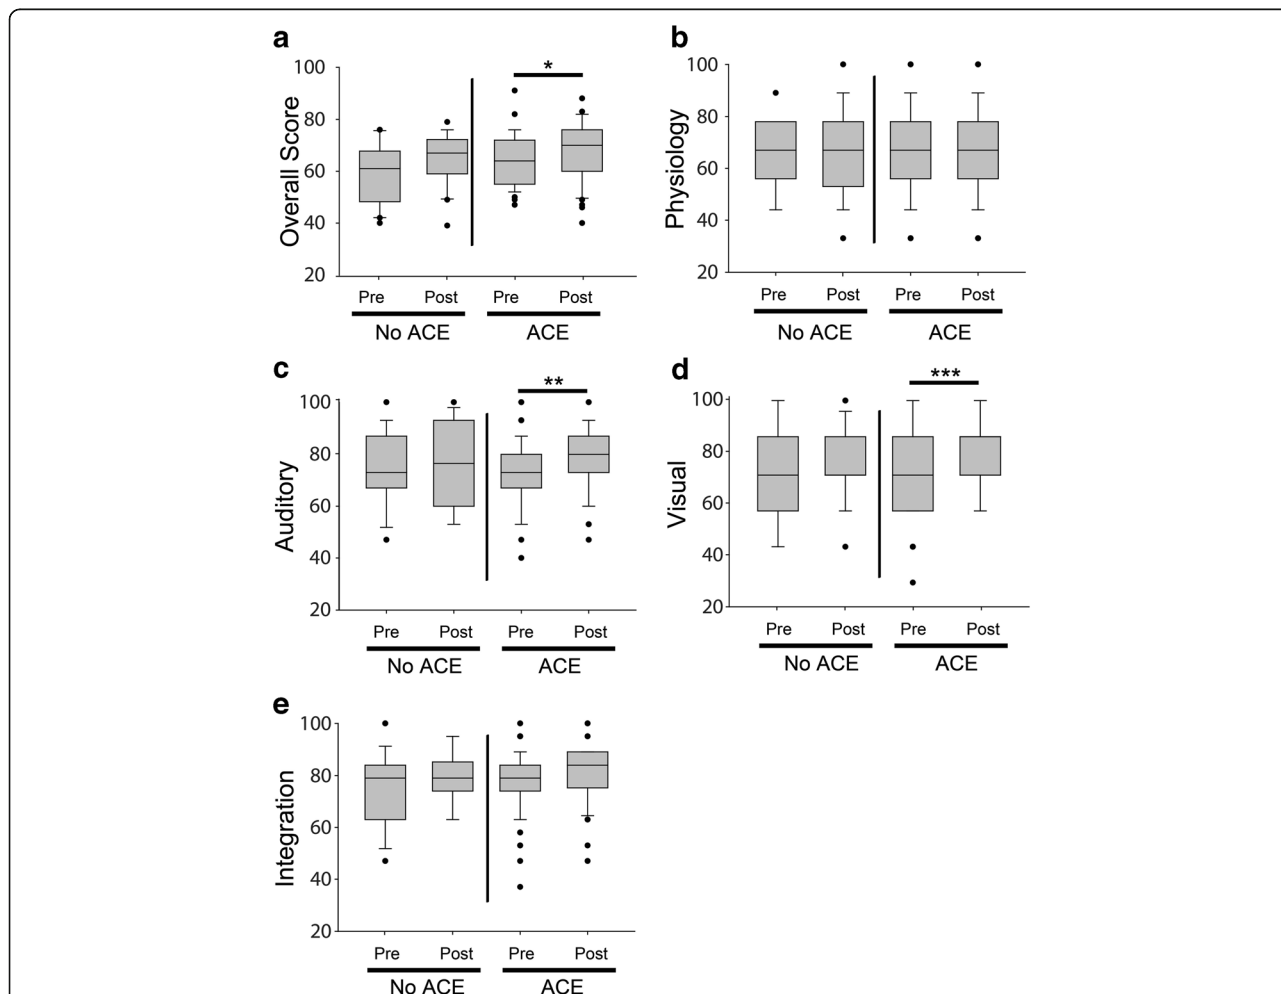 a
Overall Score
100
80
60
40
20
*
Pre Post Pre Post
No ACE ACE
b
Physiology
100
80
60
40
20
Pre Post Pre Post
No ACE ACE
c
Auditory
100
80
60
40
20
**
Pre Post Pre Post
No ACE ACE
d
Visual
100
80
60
40
20
***
Pre Post Pre Post
No ACE ACE
e
Integration
100
80
60
40
20
Pre Post Pre Post
No ACE ACE